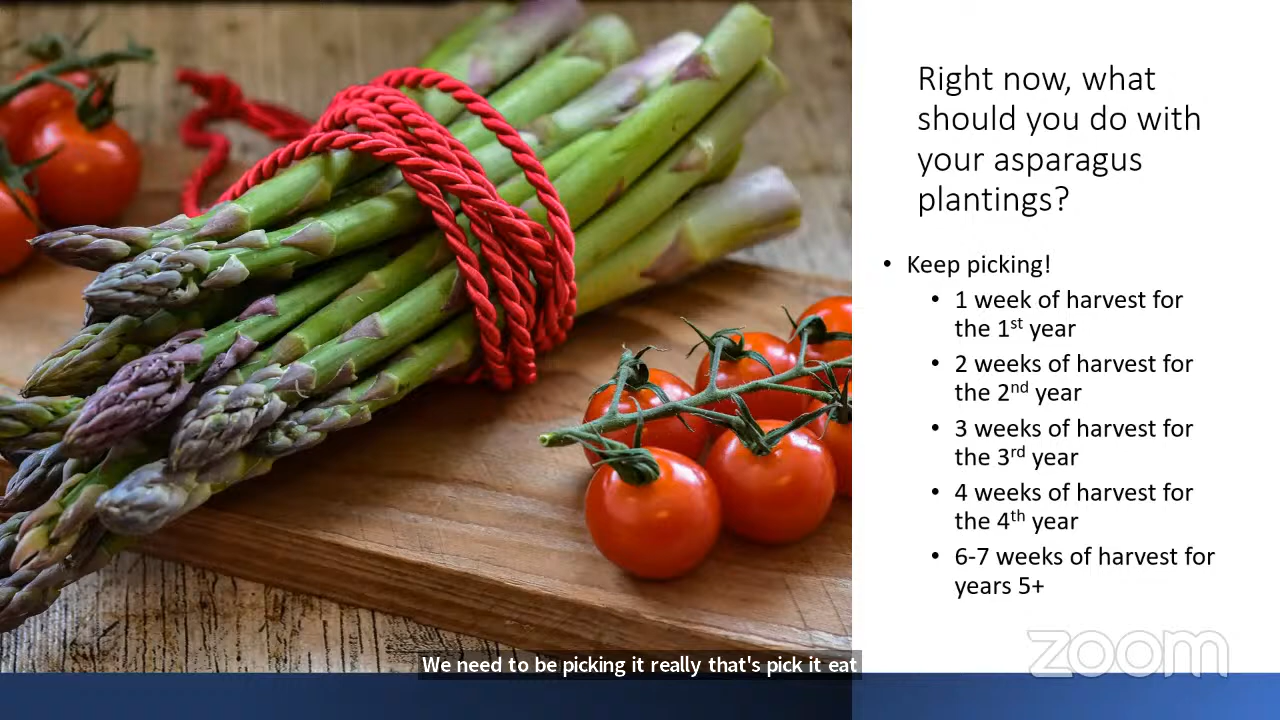 Right now, what
should you do with
your asparagus
plantings?
• Keep picking!
• 1 week of harvest for
the 1st year
• 2 weeks of harvest for
the 2nd year
• 3 weeks of harvest for
the 3rd year
• 4 weeks of harvest for
the 4th year
• 6-7 weeks of harvest for
years 5+
zoom
We need to be picking it really that's pick it eat